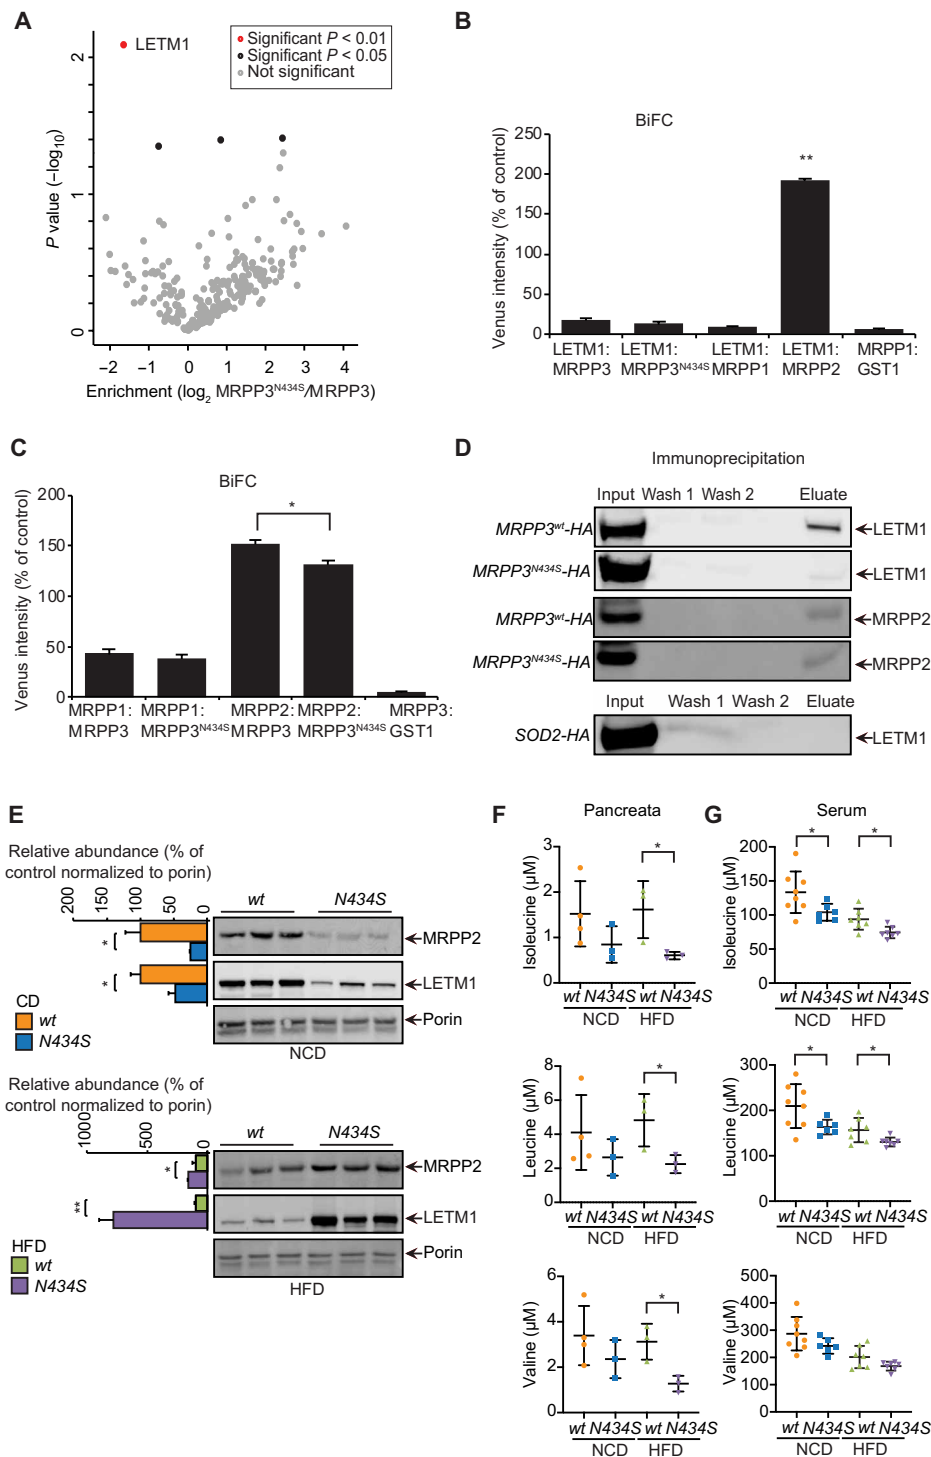 A
LETM1
Significant P < 0.01
Significant P < 0.05
Not significant
P value (−log10)
2
1
0
−2 −1 0 1 2 3 4
Enrichment (log2 MRPP3N434S/MRPP3)
B
BiFC
Venus intensity (% of control)
250
200
150
100
50
0
**
LETM1: LETM1: LETM1: LETM1: MRPP1:
MRPP3 MRPP3N434S MRPP1 MRPP2 GST1
C
BiFC
Venus intensity (% of control)
200
150
100
50
0
*
MRPP1: MRPP1: MRPP2: MRPP2: MRPP3:
MRPP3 MRPP3N434S MRPP3 MRPP3N434S GST1
D
Immunoprecipitation
Input Wash 1 Wash 2 Eluate
MRPP3wt-HA LETM1
MRPP3N434S-HA LETM1
MRPP3wt-HA MRPP2
MRPP3N434S-HA MRPP2
Input Wash 1 Wash 2 Eluate
SOD2-HA LETM1
E
Relative abundance (% of
control normalized to porin)
200 150 100 50 0
wt N434S
* MRPP2
* LETM1
Porin
NCD
CD
wt
N434S
Relative abundance (% of
control normalized to porin)
1000 500 0
wt N434S
* MRPP2
** LETM1
Porin
HFD
HFD
wt
N434S
F
Pancreata
Isoleucine (µM)
3
2
1
0
*
wt N434S wt N434S
NCD HFD
Leucine (µM)
8
6
4
2
0
*
wt N434S wt N434S
NCD HFD
Valine (µM)
6
4
2
0
*
wt N434S wt N434S
NCD HFD
G
Serum
Isoleucine (µM)
200
150
100
50
0
* *
wt N434S wt N434S
NCD HFD
Leucine (µM)
300
200
100
0
* *
wt N434S wt N434S
NCD HFD
Valine (µM)
500
400
300
200
100
0
wt N434S wt N434S
NCD HFD